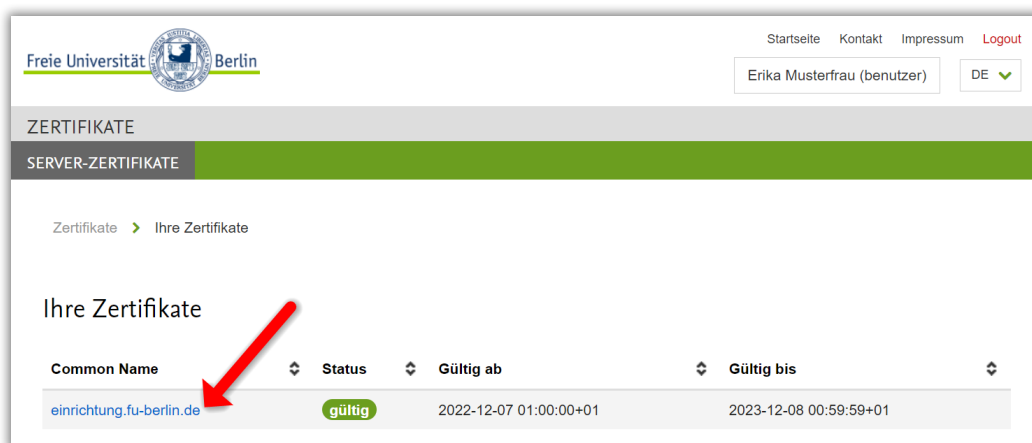 Startseite Kontakt Impressum Logout
Freie Universität Berlin
Erika Musterfrau (benutzer) DE
ZERTIFIKATE
SERVER-ZERTIFIKATE
Zertifikate Ihre Zertifikate
Ihre Zertifikate
Common Name Status Gültig ab Gültig bis
einrichtung.fu-berlin.de gültig 2022-12-07 01:00:00+01 2023-12-08 00:59:59+01